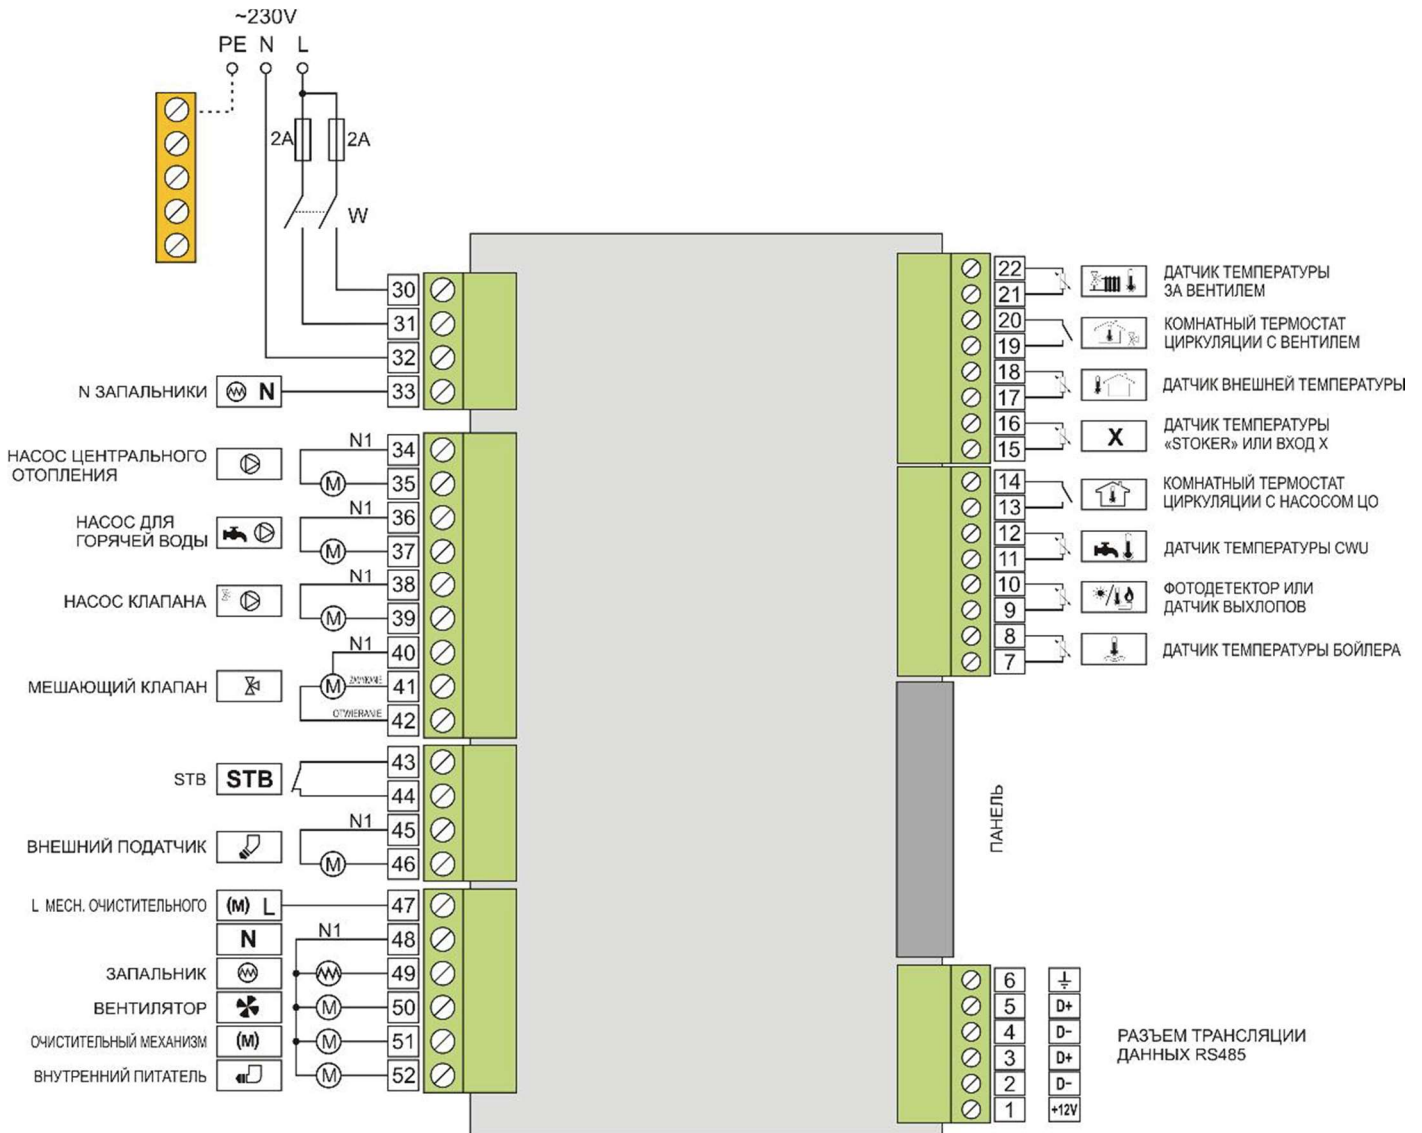 ~230V
PE N L
2A
2A
W
30
31
32
N ЗАПАЛЬНИКИ N 33
НАСОС ЦЕНТРАЛЬНОГО
ОТОПЛЕНИЯ
N1 34
M 35
НАСОС ДЛЯ
ГОРЯЧЕЙ ВОДЫ
N1 36
M 37
НАСОС КЛАПАНА
N1 38
M 39
МЕШАЮЩИЙ КЛАПАН
N1 40
M ZAMYKANIE 41
OTWIERANIE 42
STB STB
43
44
ВНЕШНИЙ ПОДАТЧИК
N1 45
M 46
L МЕСН. ОЧИСТИТЕЛЬНОГО (M) L 47
N N1 48
ЗАПАЛЬНИК 49
ВЕНТИЛЯТОР M 50
ОЧИСТИТЕЛЬНЫЙ МЕХАНИЗМ (M) M 51
ВНУТРЕННИЙ ПИТАТЕЛЬ M 52
22
21
ДАТЧИК ТЕМПЕРАТУРЫ
ЗА ВЕНТИЛЕМ
20
19
КОМНАТНЫЙ ТЕРМОСТАТ
ЦИРКУЛЯЦИИ С ВЕНТИЛЕМ
18
17
ДАТЧИК ВНЕШНЕЙ ТЕМПЕРАТУРЫ
16
15
X
ДАТЧИК ТЕМПЕРАТУРЫ
«STOKER» ИЛИ ВХОД X
14
13
КОМНАТНЫЙ ТЕРМОСТАТ
ЦИРКУЛЯЦИИ С НАСОСОМ ЦО
12
11
ДАТЧИК ТЕМПЕРАТУРЫ CWU
10
9
ФОТОДЕТЕКТОР ИЛИ
ДАТЧИК ВЫХЛОПОВ
8
7
ДАТЧИК ТЕМПЕРАТУРЫ БОЙЛЕРА
ПАНЕЛЬ
6
5 D+
4 D-
3 D+
2 D-
1 +12V
РАЗЪЕМ ТРАНСЛЯЦИИ
ДАННЫХ RS485